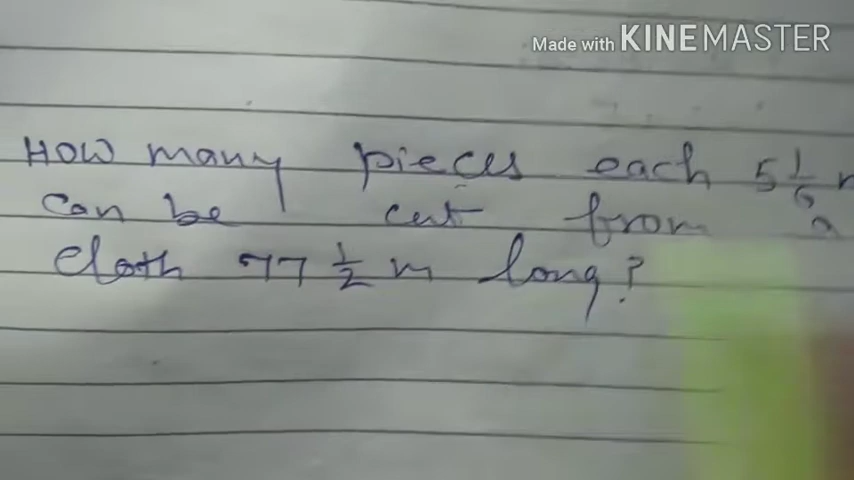 Made with KINEMASTER
How many pieces each 5 1/6 m
can be cut from a
cloth 77 1/2 m long?